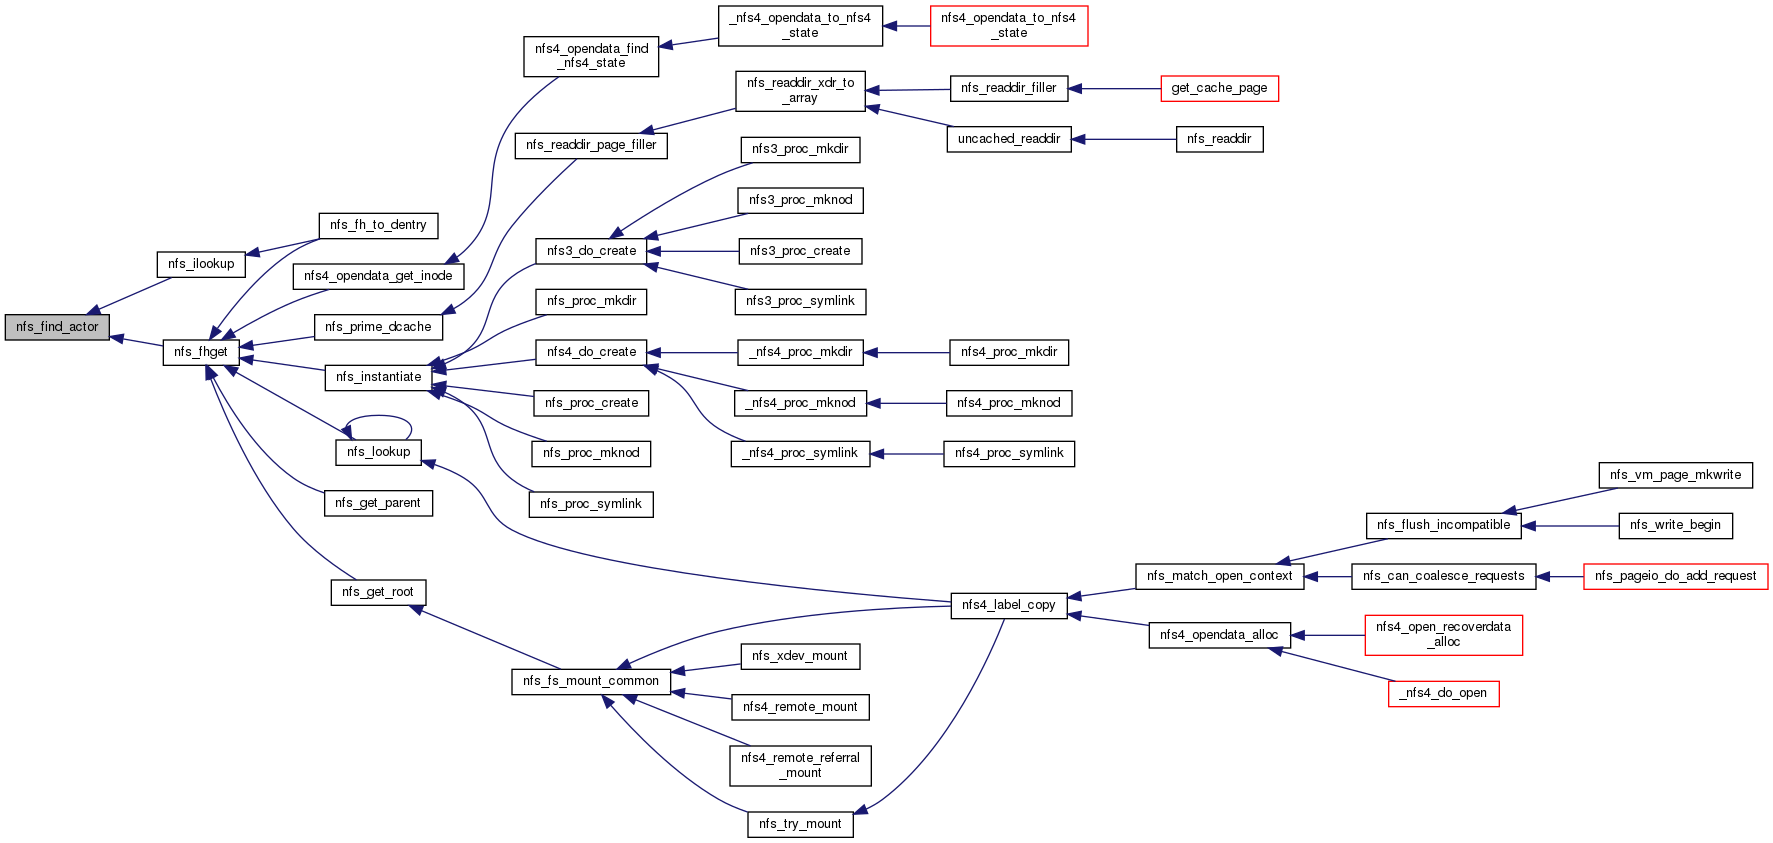 _nfs4_opendata_to_nfs4
_state
nfs4_opendata_to_nfs4
_state
nfs4_opendata_find
_nfs4_state
nfs_readdir_xdr_to
_array
nfs_readdir_filler
get_cache_page
uncached_readdir
nfs_readdir
nfs_readdir_page_filler
nfs3_proc_mkdir
nfs3_proc_mknod
nfs_fh_to_dentry
nfs3_do_create
nfs3_proc_create
nfs_ilookup
nfs4_opendata_get_inode
nfs3_proc_symlink
nfs_proc_mkdir
nfs_find_actor
nfs_prime_dcache
nfs_fhget
nfs4_do_create
_nfs4_proc_mkdir
nfs4_proc_mkdir
nfs_instantiate
nfs_proc_create
_nfs4_proc_mknod
nfs4_proc_mknod
nfs_lookup
nfs_proc_mknod
_nfs4_proc_symlink
nfs4_proc_symlink
nfs_vm_page_mkwrite
nfs_get_parent
nfs_proc_symlink
nfs_flush_incompatible
nfs_write_begin
nfs_match_open_context
nfs_can_coalesce_requests
nfs_pageio_do_add_request
nfs_get_root
nfs4_label_copy
nfs4_opendata_alloc
nfs4_open_recoverdata
_alloc
nfs_xdev_mount
nfs_fs_mount_common
_nfs4_do_open
nfs4_remote_mount
nfs4_remote_referral
_mount
nfs_try_mount